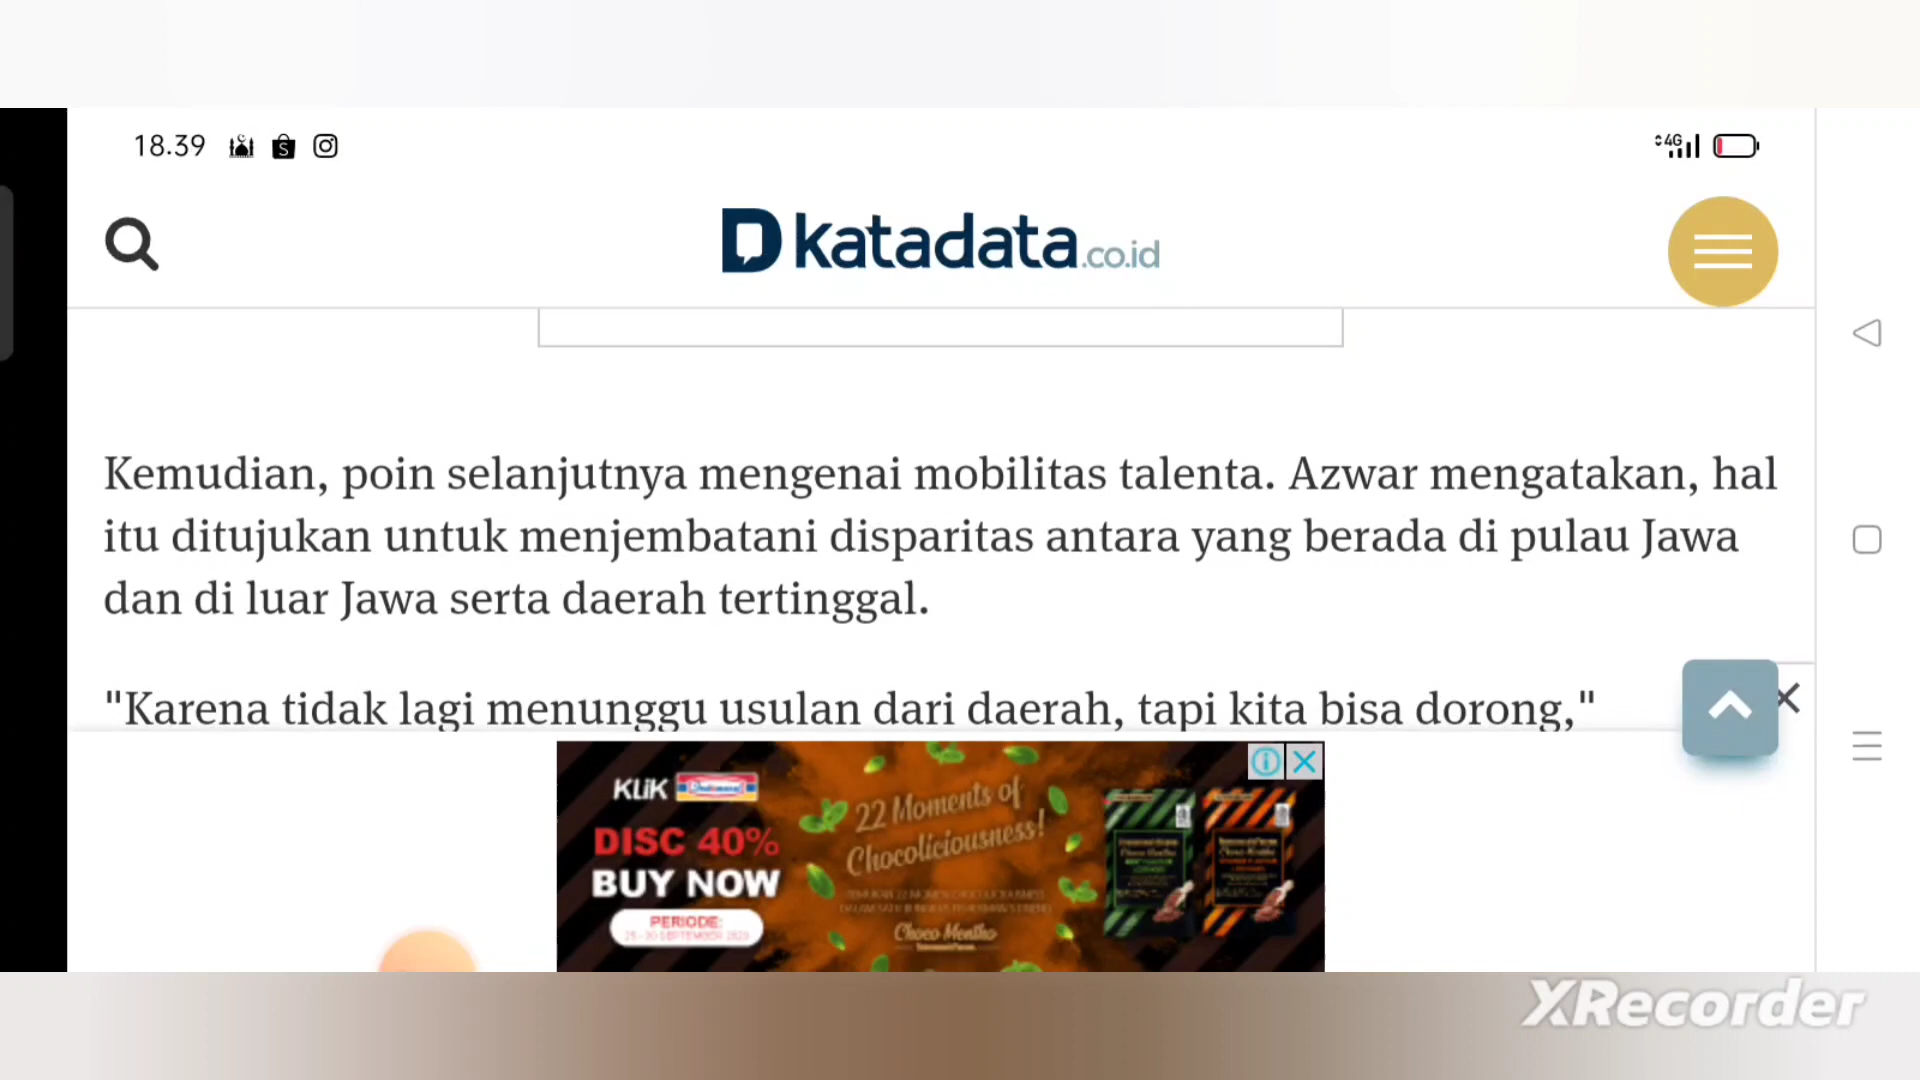 18.39
4G
katadata.co.id
Kemudian, poin selanjutnya mengenai mobilitas talenta. Azwar mengatakan, hal
itu ditujukan untuk menjembatani disparitas antara yang berada di pulau Jawa
dan di luar Jawa serta daerah tertinggal.
"Karena tidak lagi menunggu usulan dari daerah, tapi kita bisa dorong,"
KLiK Indomaret
DISC 40%
BUY NOW
PERIODE:
22 Moments of
Chocoliciousness!
Choco Mentho
XRecorder